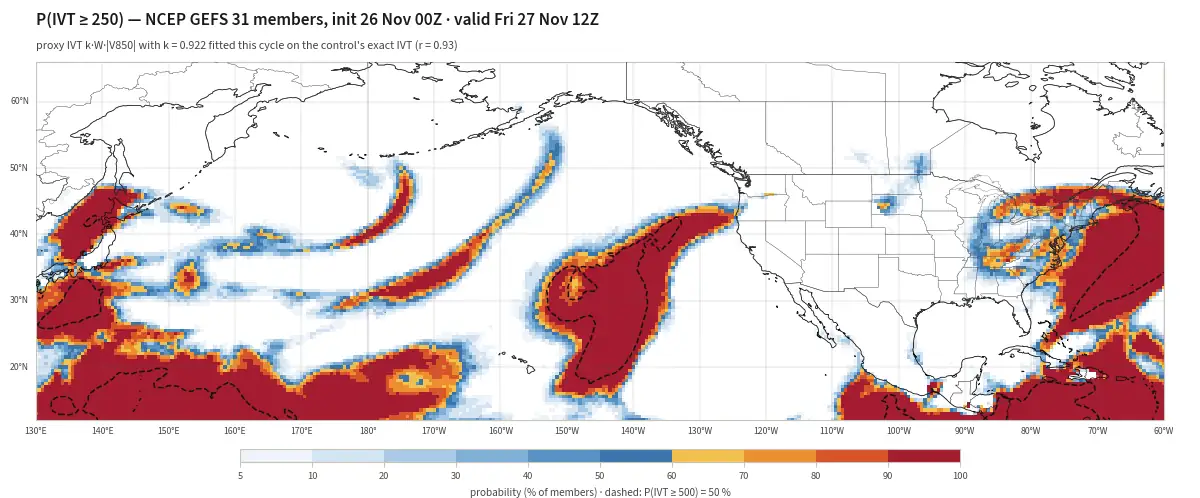 P(IVT ≥ 250) — NCEP GEFS 31 members, init 26 Nov 00Z · valid Fri 27 Nov 12Z
proxy IVT k·W·|V850| with k = 0.922 fitted this cycle on the control's exact IVT (r = 0.93)
60°N
50°N
40°N
30°N
20°N
130°E 140°E 150°E 160°E 170°E 180° 170°W 160°W 150°W 140°W 130°W 120°W 110°W 100°W 90°W 80°W 70°W 60°W
5 10 20 30 40 50 60 70 80 90 100
probability (% of members) · dashed: P(IVT ≥ 500) = 50 %